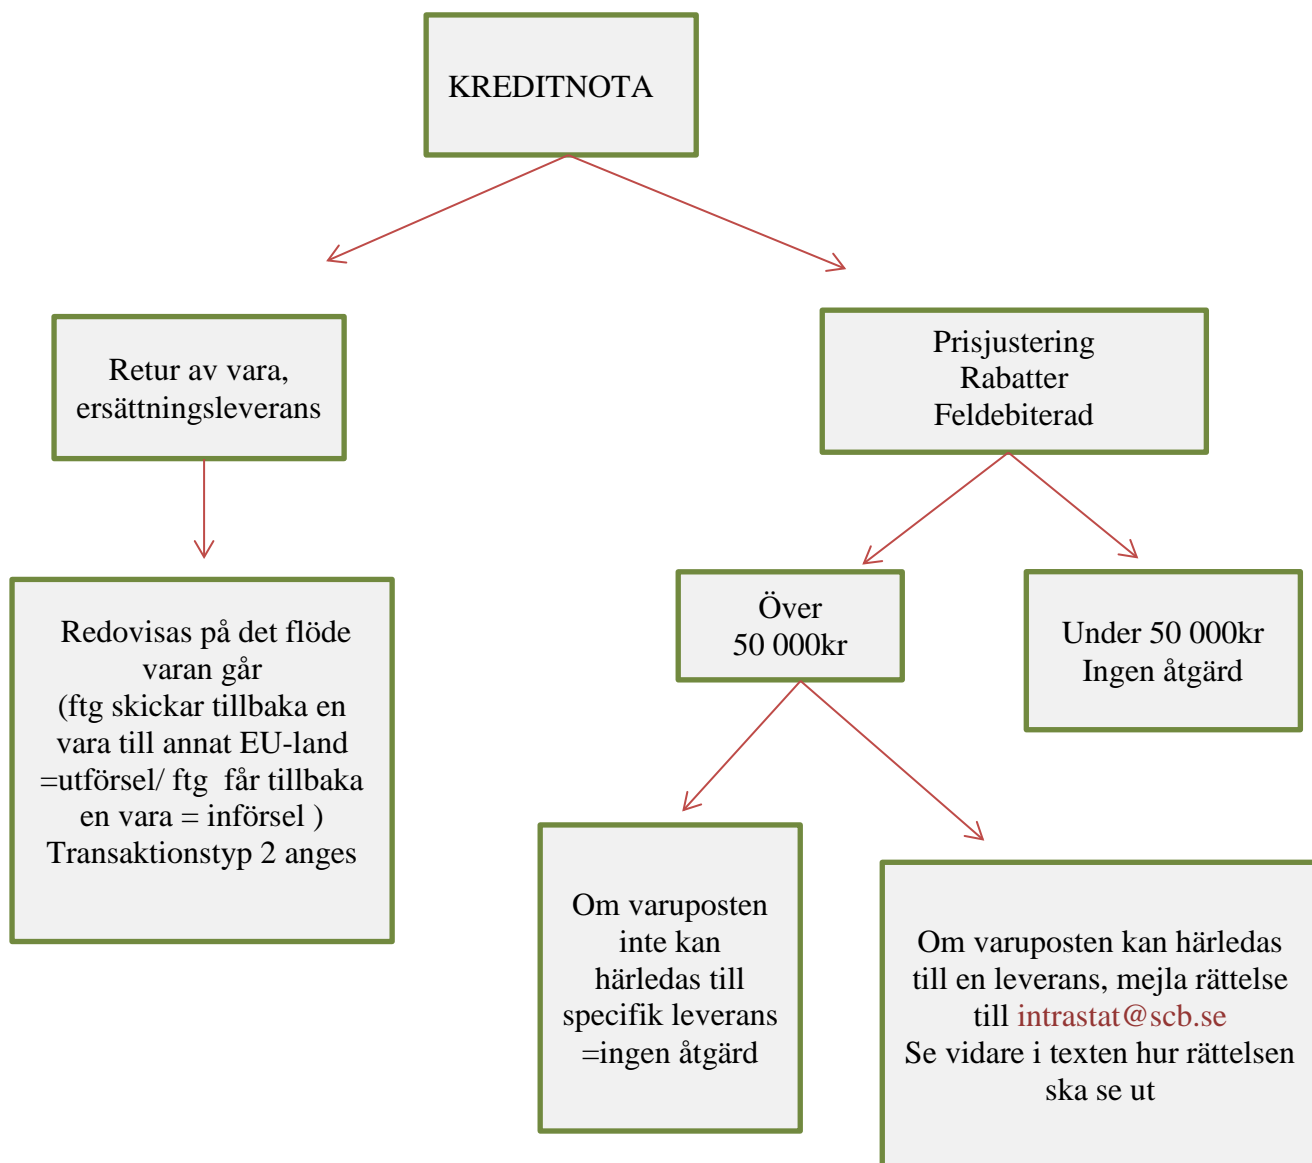 KREDITNOTA
Retur av vara,
ersättningsleverans
Prisjustering
Rabatter
Feldebiterad
Redovisas på det flöde
varan går
(ftg skickar tillbaka en
vara till annat EU-land
=utförsel/ ftg  får tillbaka
en vara = införsel )
Transaktionstyp 2 anges
Över
50 000kr
Under 50 000kr
Ingen åtgärd
Om varuposten
inte kan
härledas till
specifik leverans
=ingen åtgärd
Om varuposten kan härledas
till en leverans, mejla rättelse
till intrastat@scb.se
Se vidare i texten hur rättelsen
ska se ut